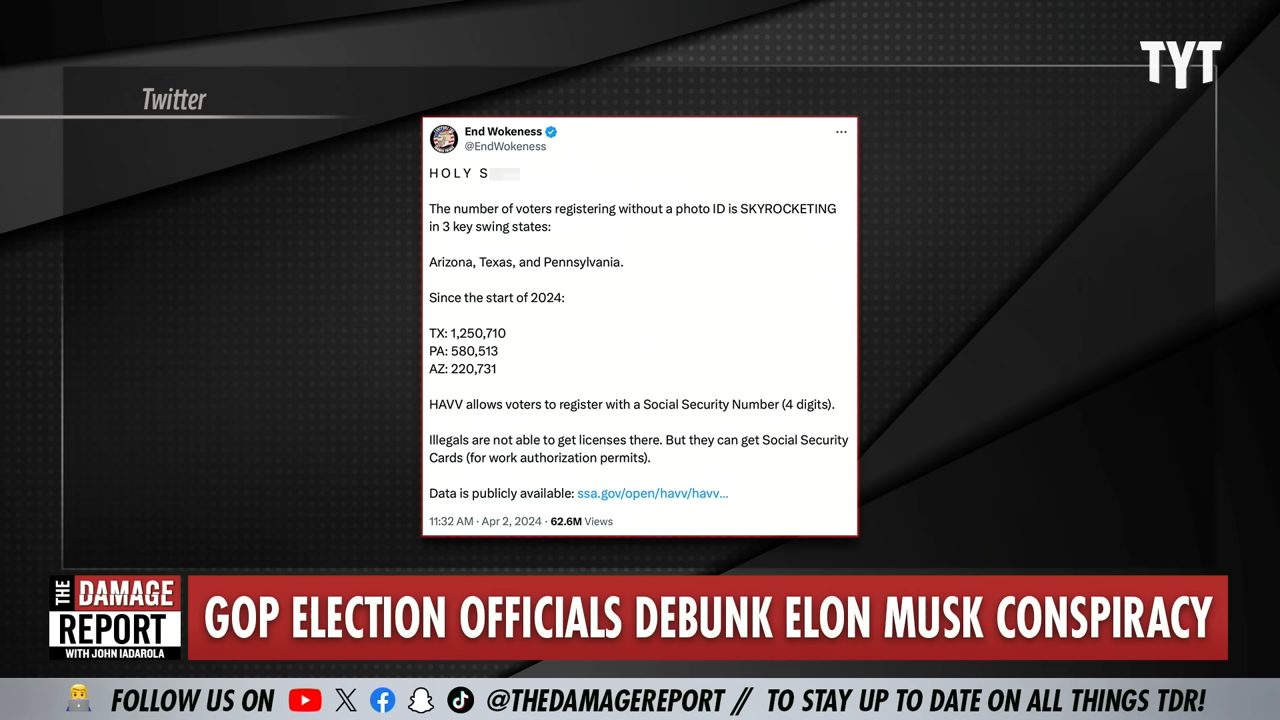 TYT
Twitter
End Wokeness
@EndWokeness
HOLY S
The number of voters registering without a photo ID is SKYROCKETING
in 3 key swing states:
Arizona, Texas, and Pennsylvania.
Since the start of 2024:
TX: 1,250,710
PA: 580,513
AZ: 220,731
HAVV allows voters to register with a Social Security Number (4 digits).
Illegals are not able to get licenses there. But they can get Social Security
Cards (for work authorization permits).
Data is publicly available: ssa.gov/open/havv/havv...
11:32 AM · Apr 2, 2024 · 62.6M Views
THE DAMAGE
REPORT
WITH JOHN IADAROLA
GOP ELECTION OFFICIALS DEBUNK ELON MUSK CONSPIRACY
FOLLOW US ON @THEDAMAGEREPORT // TO STAY UP TO DATE ON ALL THINGS TDR!